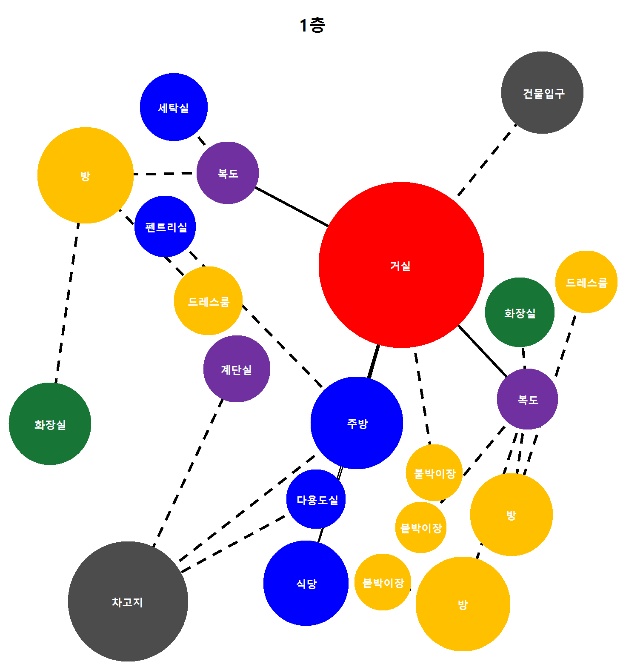 1층
건물입구
세탁실
복도
방
펜트리실
거실
드레스룸
드레스룸
화장실
계단실
복도
화장실
주방
붙박이장
다용도실
방
붙박이장
식당
붙박이장
차고지
방